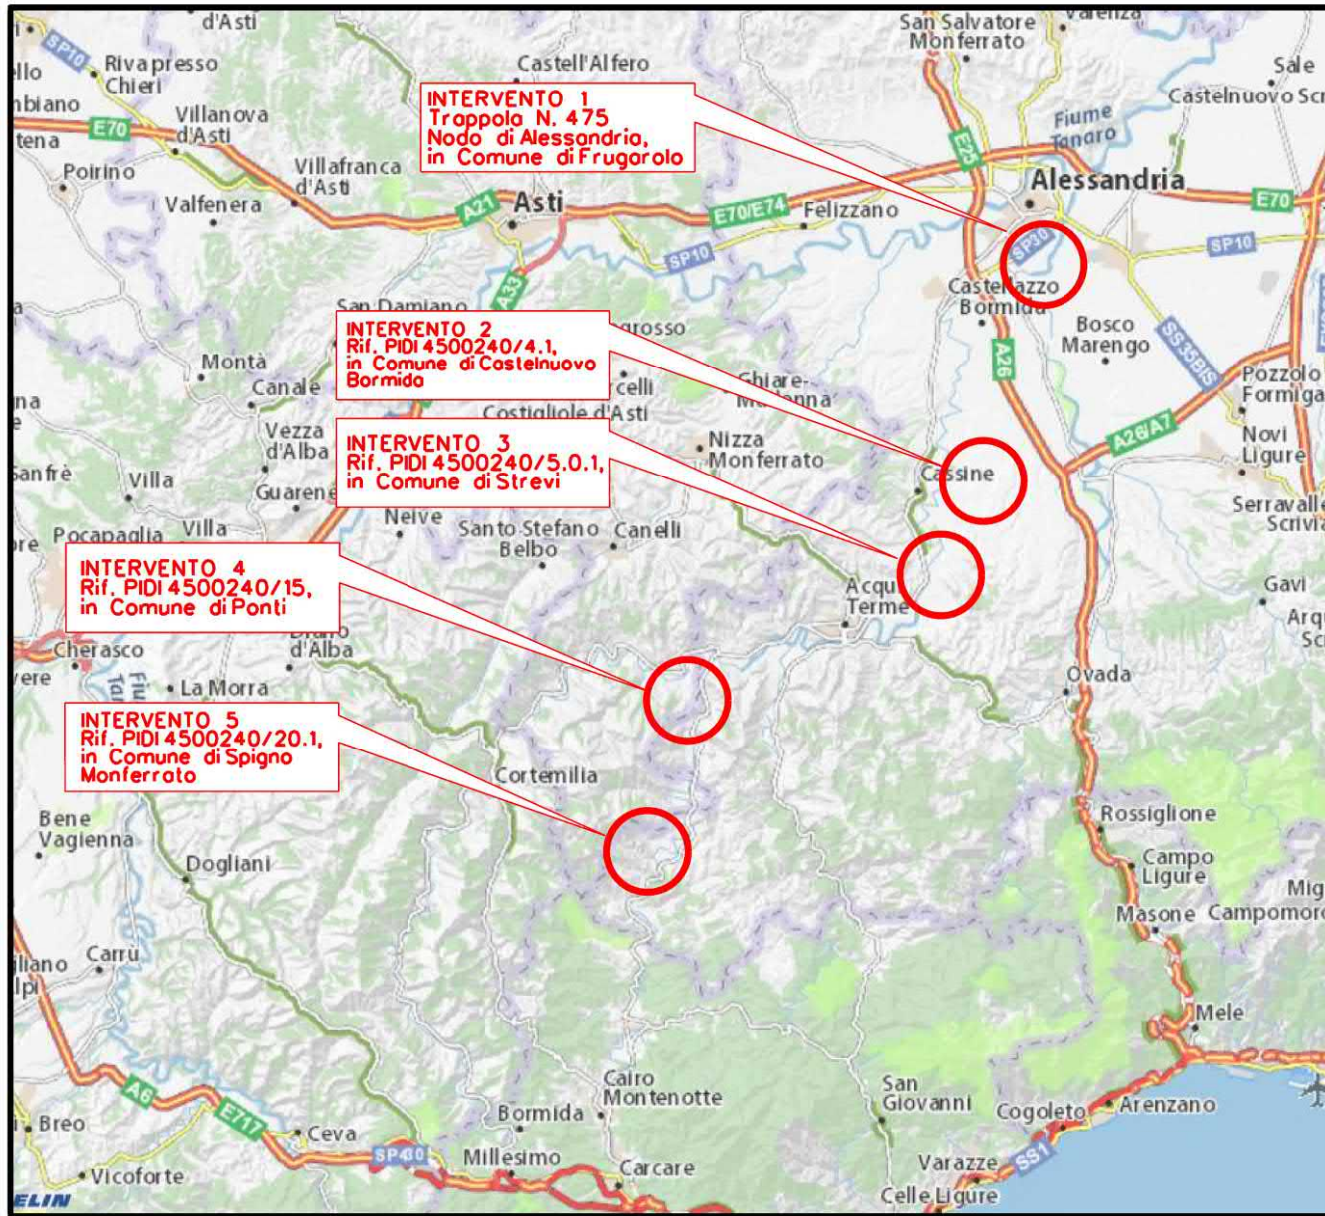 d'Asti
San Salvatore
Monferrato
SP10
Riva presso
Chieri
Castell'Alfero
Sale
INTERVENTO 1
Trappola N. 475
Nodo di Alessandria,
in Comune di Frugarolo
Villanova
d'Asti
E70
Fiume
Tanaro
E25
Poirino
Villafranca
d'Asti
Valfenera
A21
Asti
E70/E74
Felizzano
Alessandria
E70
SP10
SP30
SP10
A33
Castellazzo
Bormida
San Damiano
INTERVENTO 2
Rif. PIDI 4500240/4.1,
in Comune di Castelnuovo
Bormida
Bosco
Marengo
SS35BIS
A26
Montà
Canale
Costigliole d'Asti
Pozzolo
Vezza
d'Alba
INTERVENTO 3
Rif. PIDI 4500240/5.0.1,
in Comune di Strevi
Nizza
Monferrato
A26/A7
Novi
Ligure
Villa
Guarene
Cassine
Neive
Santo Stefano
Belbo
Canelli
Serravalle
Scrivia
Pocapaglia
Villa
INTERVENTO 4
Rif. PIDI 4500240/15,
in Comune di Ponti
Acqui
Terme
Gavi
d'Alba
Cherasco
La Morra
Ovada
INTERVENTO 5
Rif. PIDI 4500240/20.1,
in Comune di Spigno
Monferrato
Cortemilia
Bene
Vagienna
Rossiglione
Dogliani
Campo
Ligure
Masone
Carrù
Mele
A6
E717
Cairo
Montenotte
San
Giovanni
Bormida
Cogoleto
Arenzano
Breo
Ceva
SP430
Millesimo
Carcare
Vicoforte
Varazze
SS1
Celle Ligure
ELIN